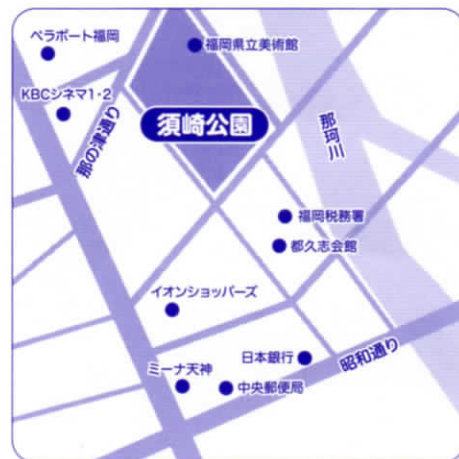 ベラポート福岡
福岡県立美術館
KBCシネマ1・2
那の津通り
須崎公園
那珂川
福岡税務署
都久志会館
イオンショッパーズ
日本銀行
昭和通り
ミーナ天神
中央郵便局